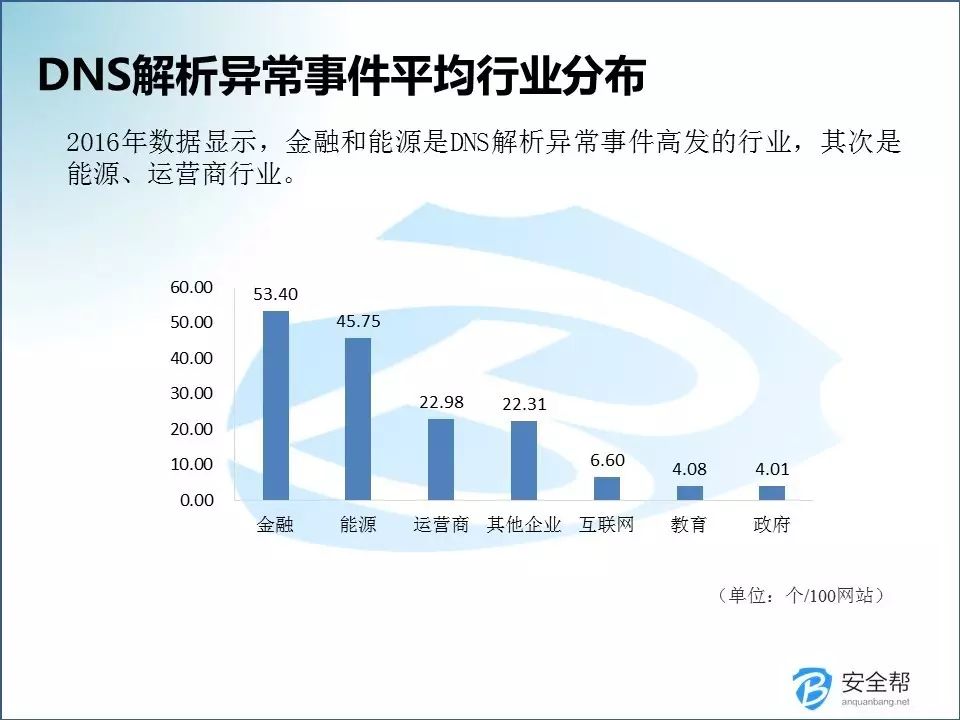 DNS解析异常事件平均行业分布
2016年数据显示，金融和能源是DNS解析异常事件高发的行业，其次是
能源、运营商行业。
60.00
50.00
40.00
30.00
20.00
10.00
0.00
53.40
45.75
22.98
22.31
6.60
4.08
4.01
金融 能源 运营商 其他企业 互联网 教育 政府
（单位：个/100网站）
安全帮
anquanbang.net